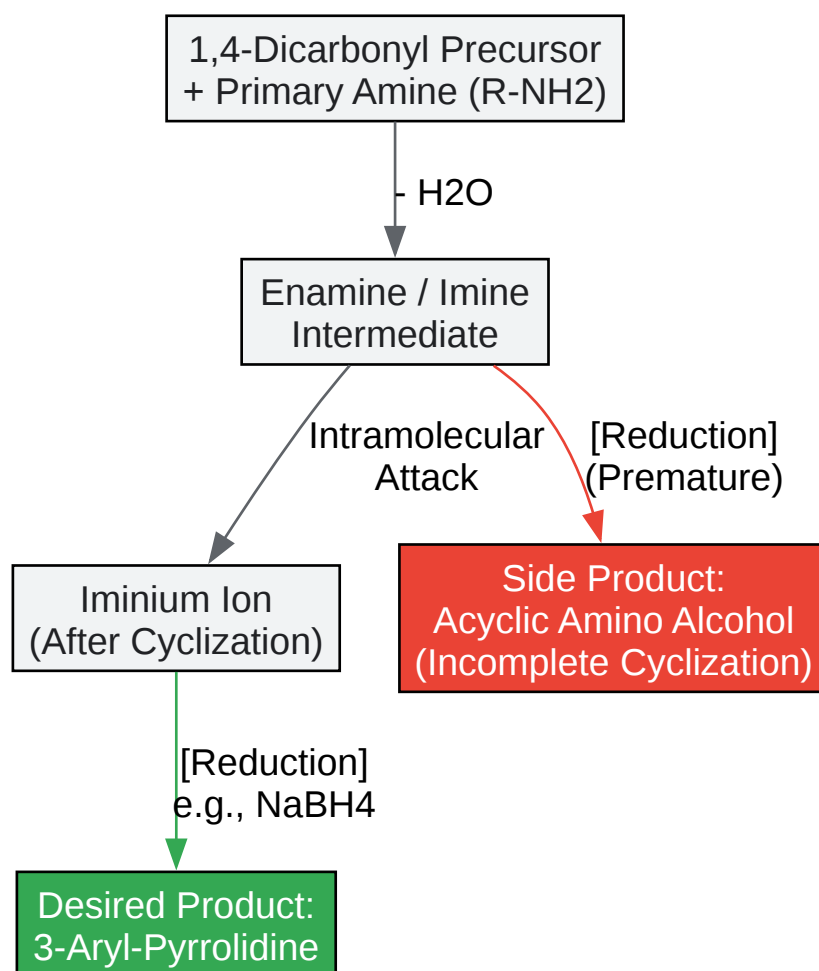 1,4-Dicarbonyl Precursor
+ Primary Amine (R-NH2)
- H2O
Enamine / Imine
Intermediate
Intramolecular
Attack
[Reduction]
(Premature)
Iminium Ion
(After Cyclization)
Side Product:
Acyclic Amino Alcohol
(Incomplete Cyclization)
[Reduction]
e.g., NaBH4
Desired Product:
3-Aryl-Pyrrolidine